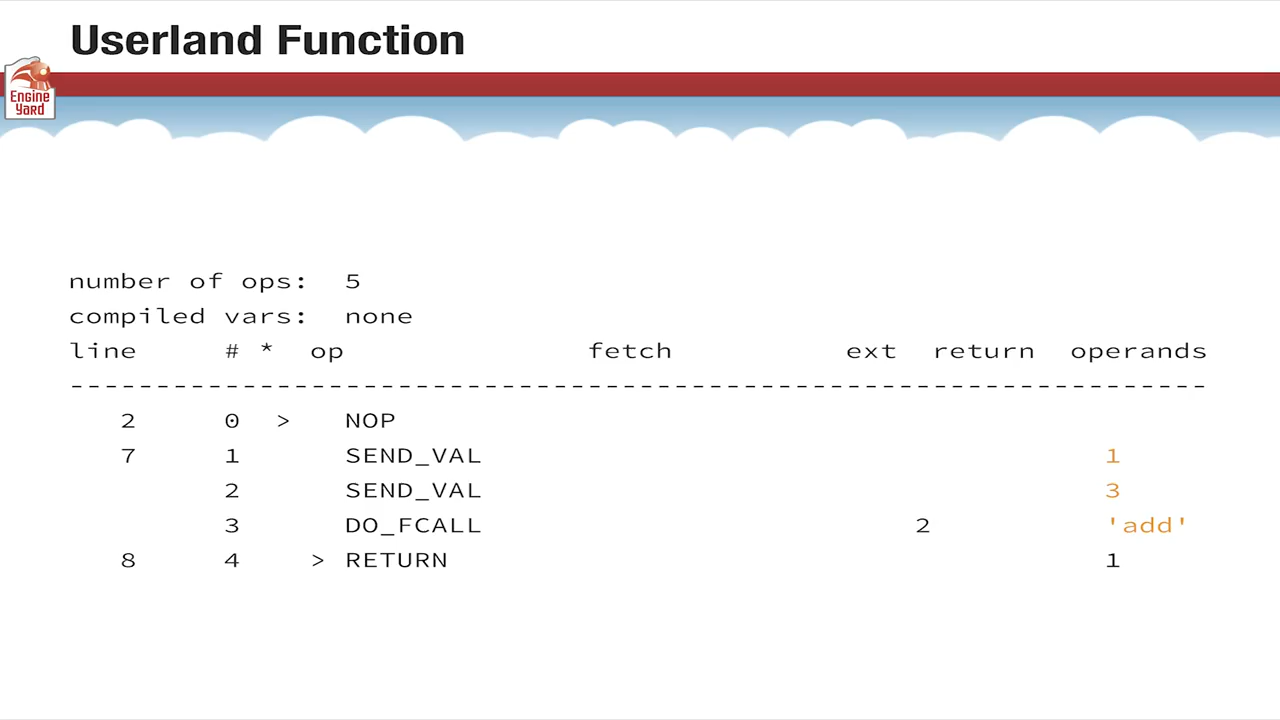 Userland Function
Engine
Yard
number of ops: 5
compiled vars: none
line # * op fetch ext return operands
-------------------------------------------------------------------
2 0 > NOP
7 1 SEND_VAL 1
2 SEND_VAL 3
3 DO_FCALL 2 'add'
8 4 > RETURN 1